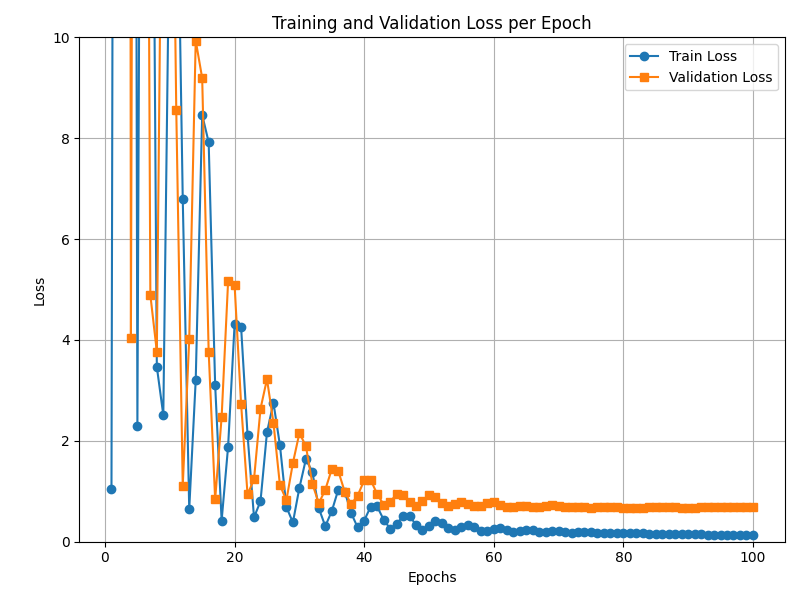 Training and Validation Loss per Epoch
Train Loss
Validation Loss
Loss
10
8
6
4
2
0
0 20 40 60 80 100
Epochs